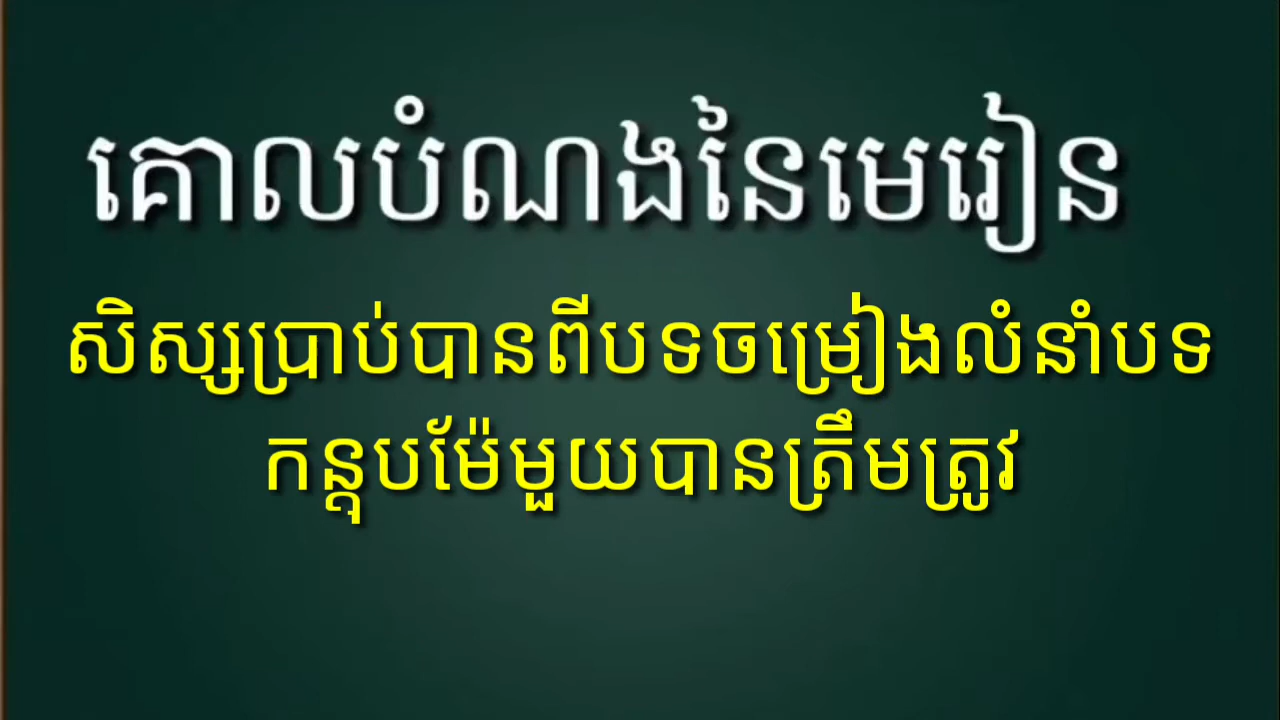 គោលបំណងនៃមេរៀន
សិស្សប្រាប់បានពីបទចម្រៀងលំនាំបទ
កន្តុបម៉ែមួយបានត្រឹមត្រូវ